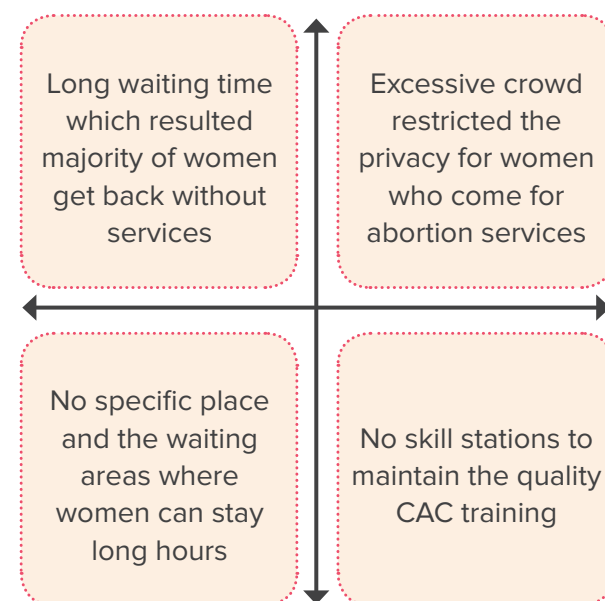 Long waiting time
which resulted
majority of women
get back without
services
Excessive crowd
restricted the
privacy for women
who come for
abortion services
No specific place
and the waiting
areas where
women can stay
long hours
No skill stations to
maintain the quality
CAC training